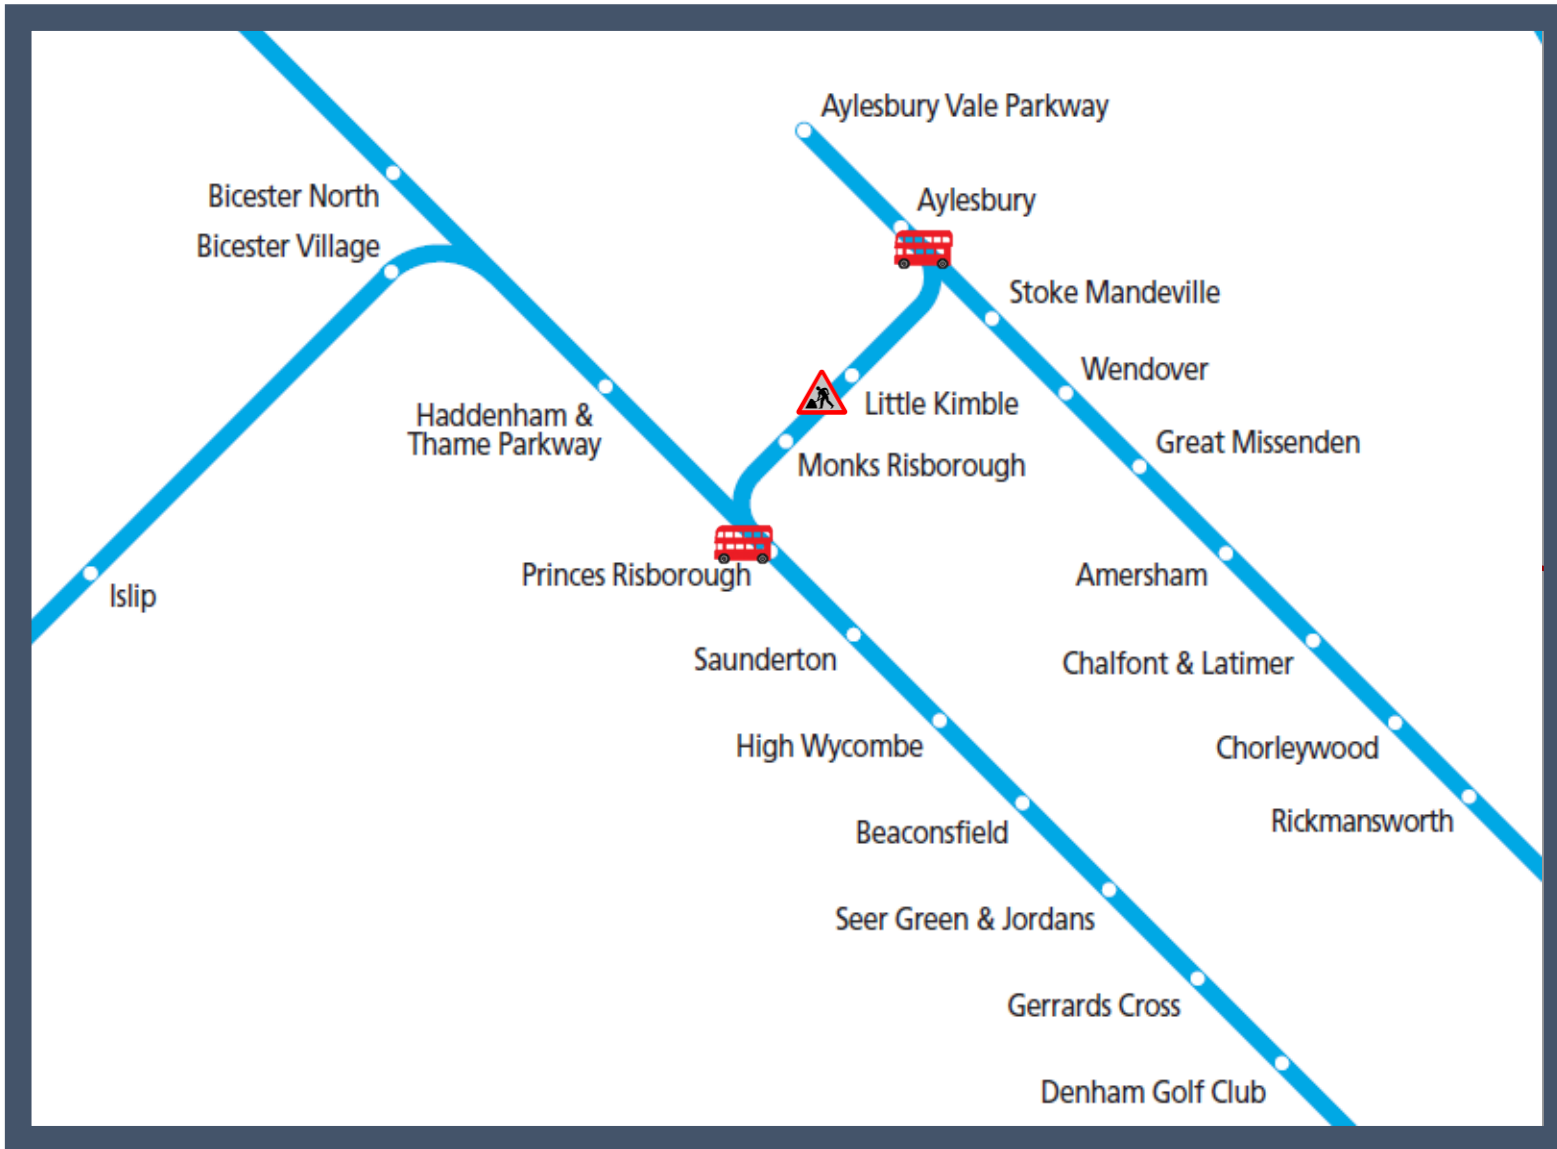 Aylesbury Vale Parkway
Bicester North
Aylesbury
Bicester Village
Stoke Mandeville
Wendover
Haddenham &
Thame Parkway
Little Kimble
Great Missenden
Monks Risborough
Princes Risborough
Amersham
Islip
Saunderton
Chalfont & Latimer
High Wycombe
Chorleywood
Beaconsfield
Rickmansworth
Seer Green & Jordans
Gerrards Cross
Denham Golf Club